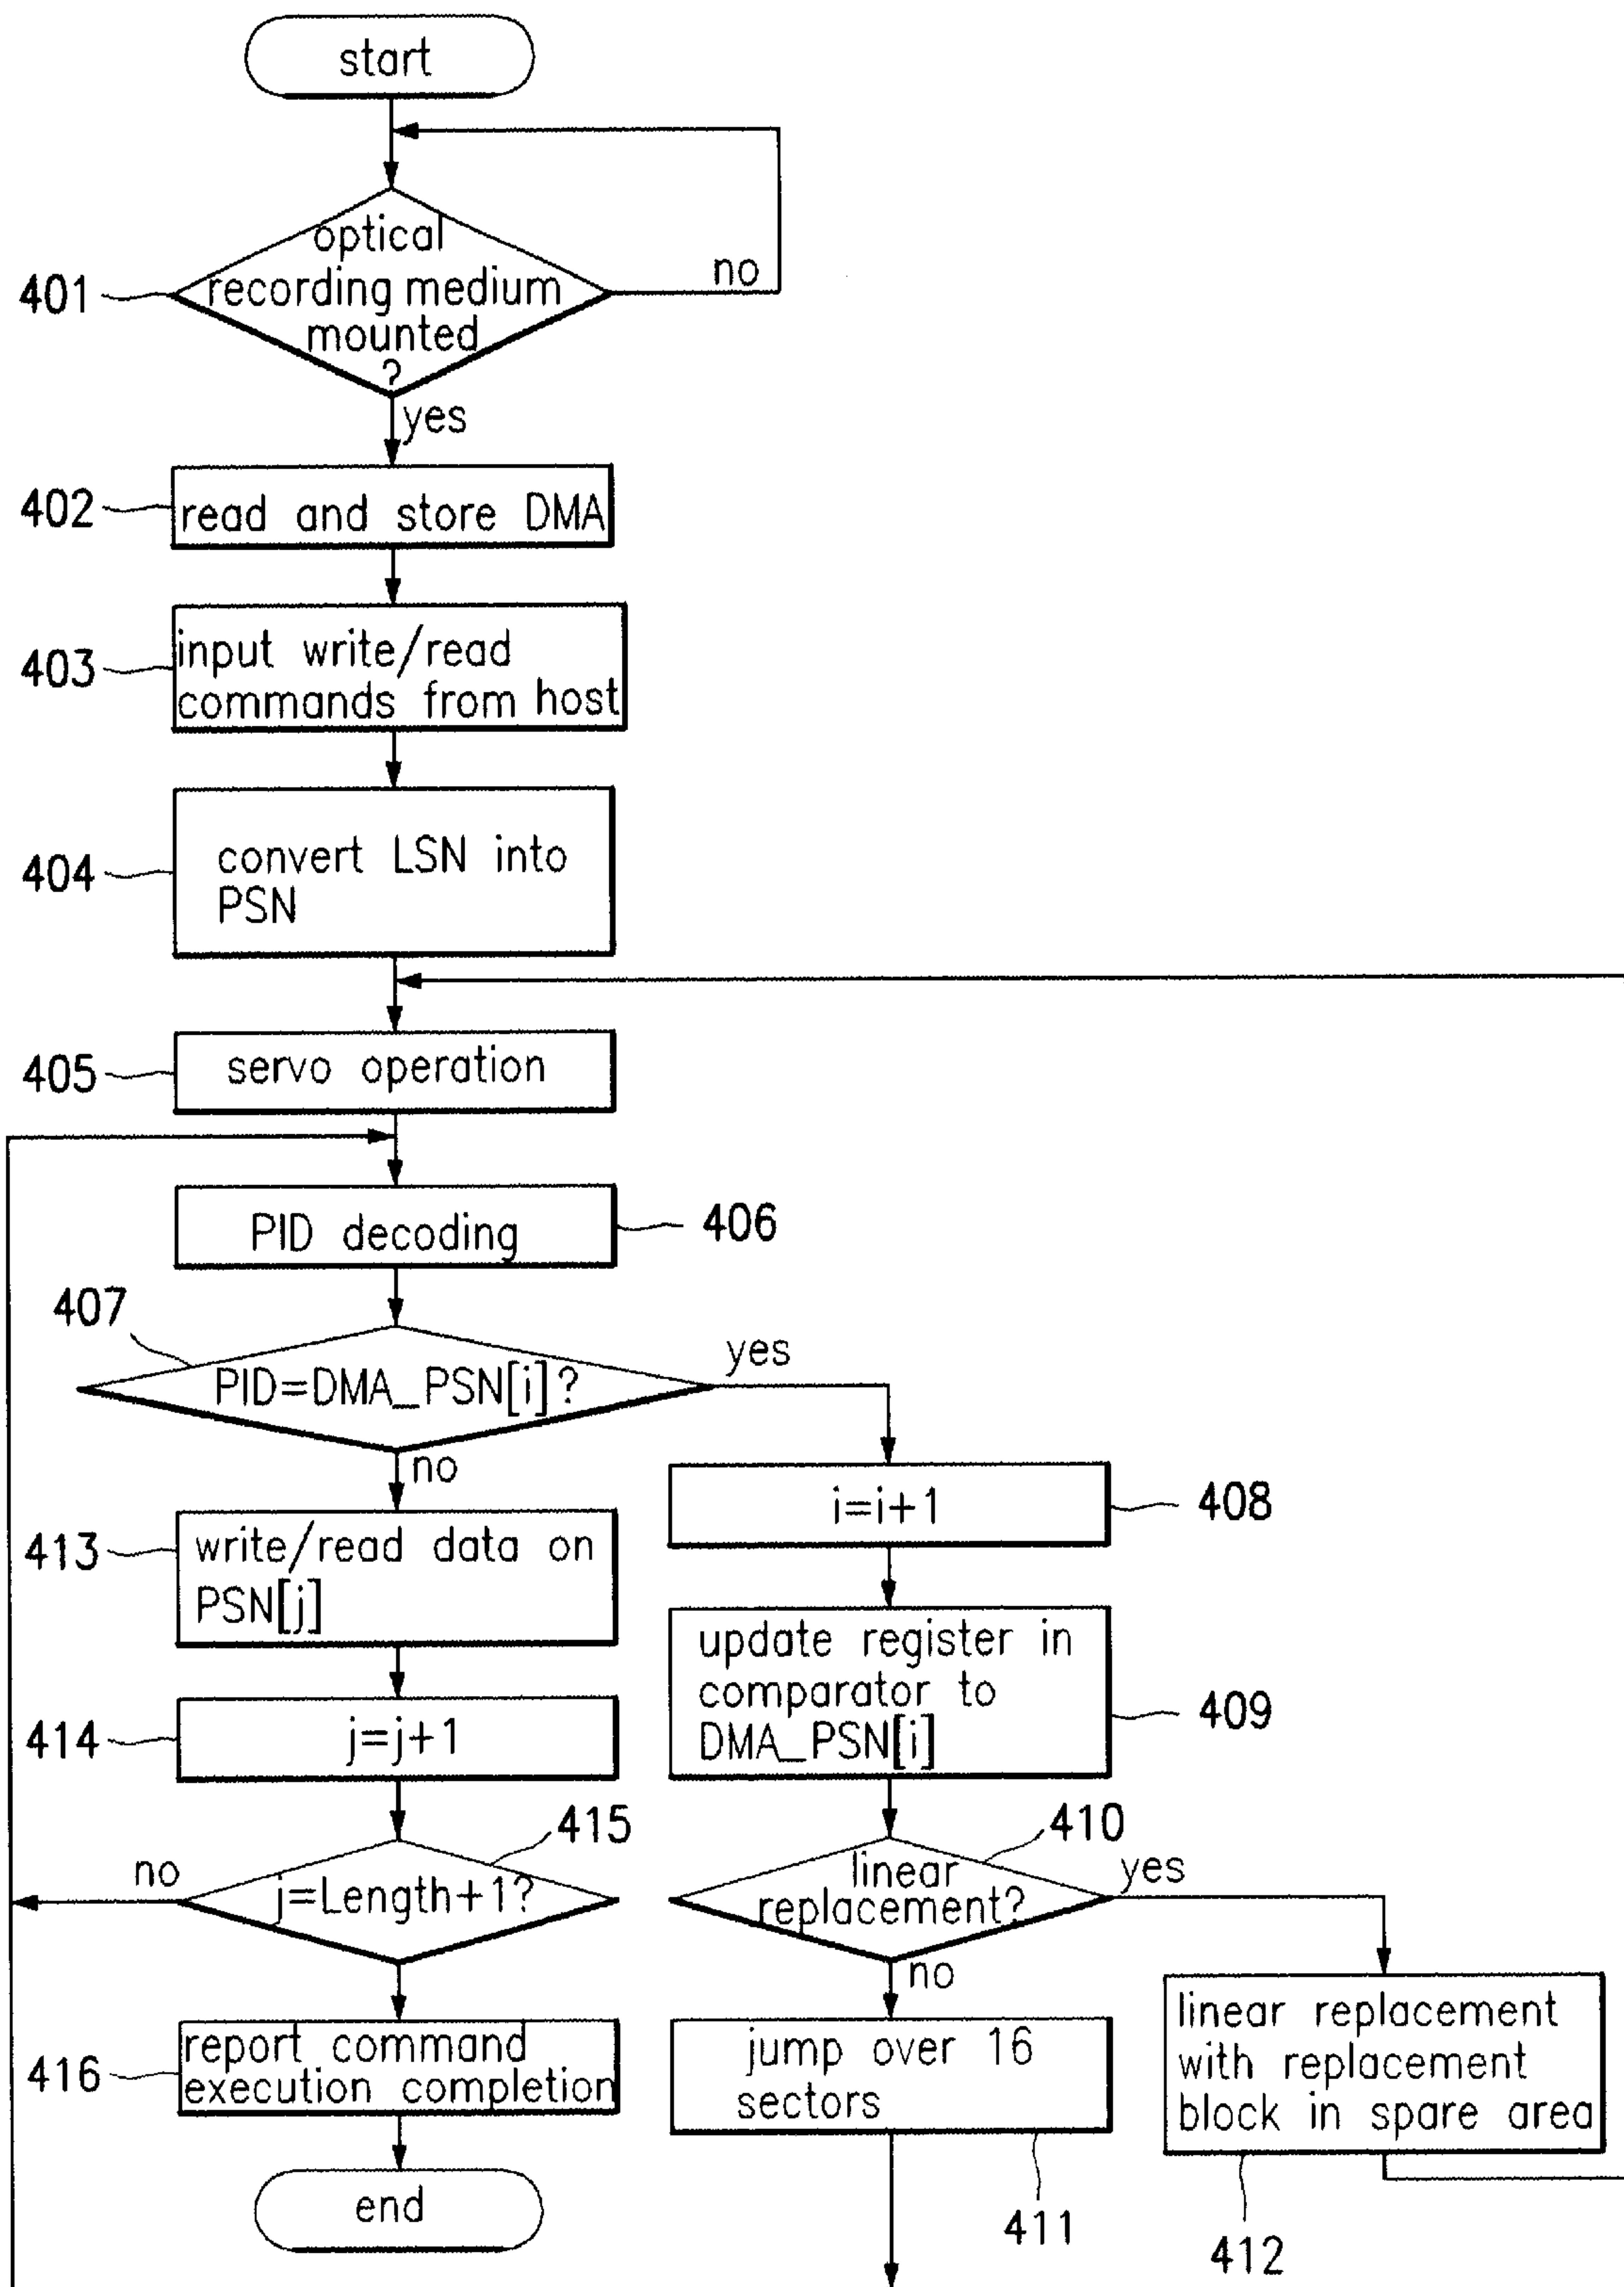 start
optical
recording medium
mounted
?
no
401
yes
402
read and store DMA
403
input write/read
commands from host
404
convert LSN into
PSN
405
servo operation
PID decoding
406
407
PID=DMA_PSN[i]?
yes
no
i=i+1
408
413
write/read data on
PSN[j]
update register in
comparator to
DMA_PSN[i]
409
414
j=j+1
415
no
j=Length+1?
410
linear
replacement?
yes
no
416
report command
execution completion
jump over 16
sectors
411
linear replacement
with replacement
block in spare area
412
end